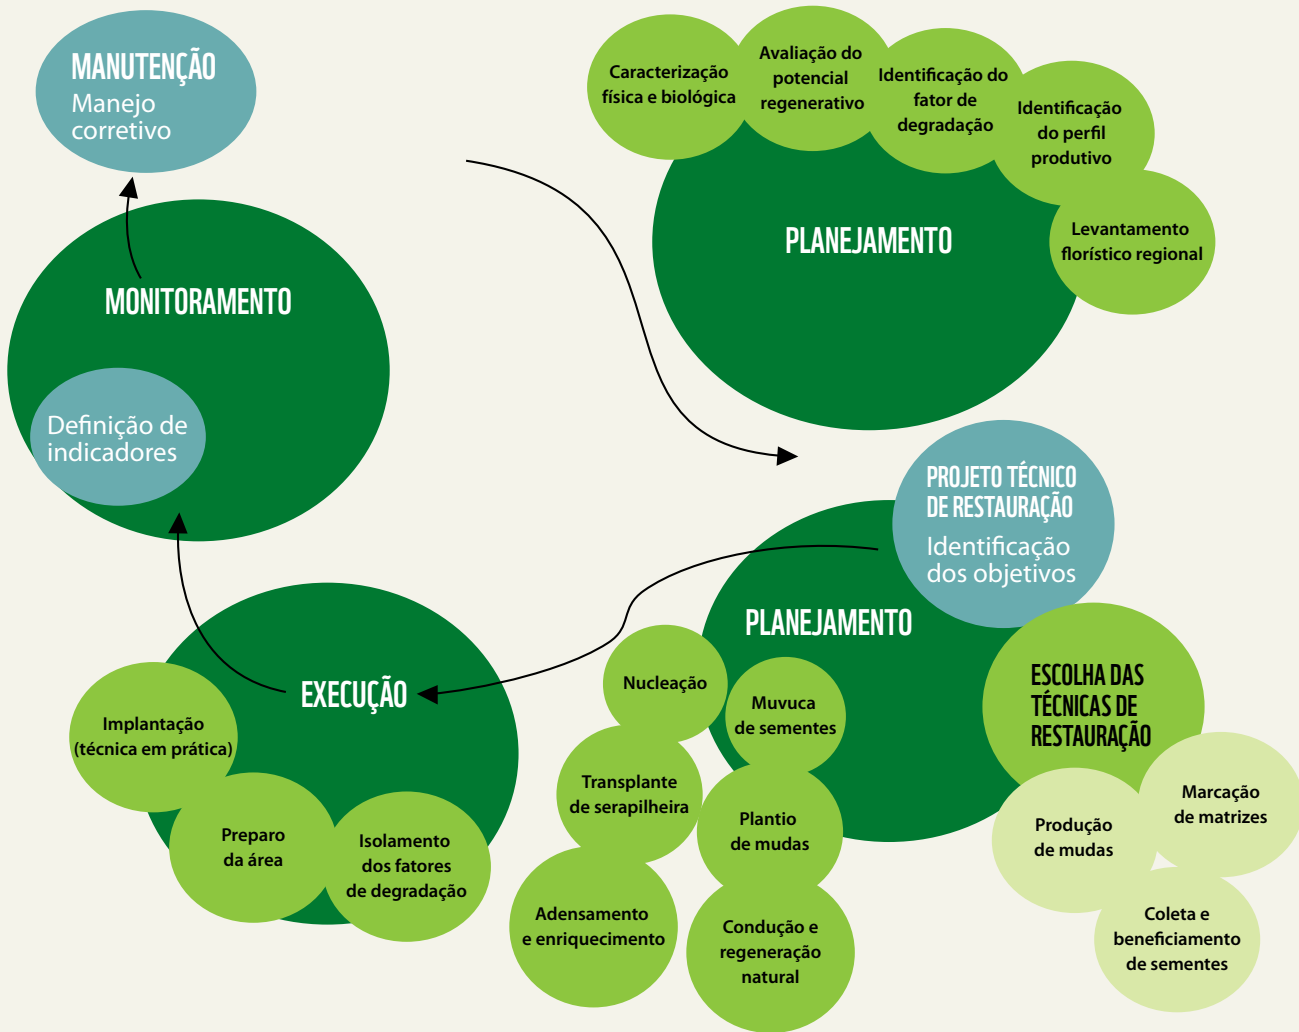 MANUTENÇÃO
Manejo
corretivo
MONITORAMENTO
Definição de
indicadores
Caracterização
física e biológica
Avaliação do
potencial
regenerativo
Identificação do
fator de
degradação
Identificação
do perfil
produtivo
Levantamento
florístico regional
PLANEJAMENTO
PROJETO TÉCNICO
DE RESTAURAÇÃO
Identificação
dos objetivos
PLANEJAMENTO
ESCOLHA DAS
TÉCNICAS DE
RESTAURAÇÃO
Marcação
de matrizes
Produção
de mudas
Coleta e
beneficiamento
de sementes
Nucleação
Muvuca
de sementes
Transplante
de serapilheira
Plantio
de mudas
Adensamento
e enriquecimento
Condução e
regeneração
natural
EXECUÇÃO
Implantação
(técnica em prática)
Preparo
da área
Isolamento
dos fatores
de degradação